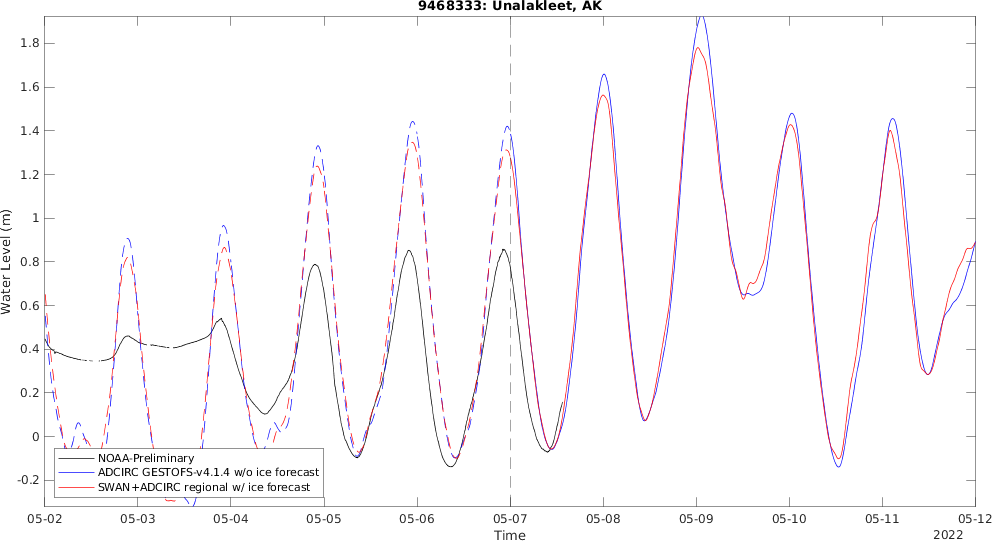 9468333: Unalakleet, AK
1.8
1.6
1.4
1.2
1
0.8
0.6
0.4
0.2
0
-0.2
Water Level (m)
NOAA-Preliminary
ADCIRC GESTOFS-v4.1.4 w/o ice forecast
SWAN+ADCIRC regional w/ ice forecast
05-02 05-03 05-04 05-05 05-06 05-07 05-08 05-09 05-10 05-11 05-12
Time
2022